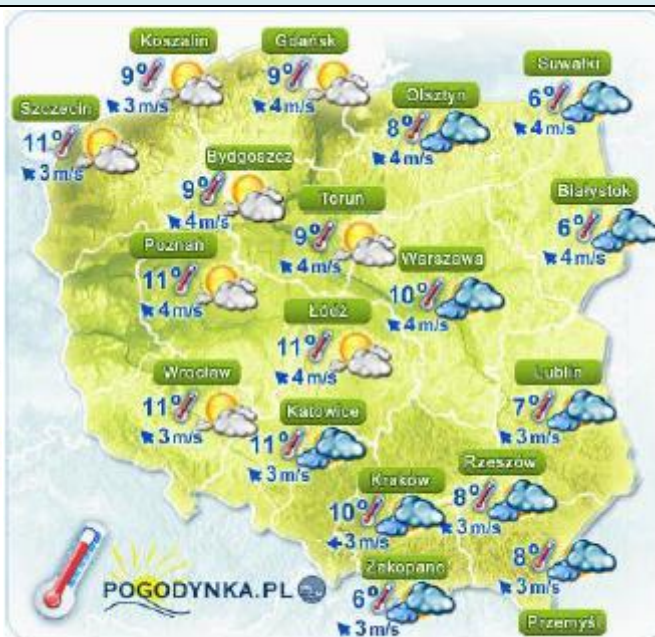 Koszalin
9°
3 m/s
Gdańsk
9°
4 m/s
Suwałki
6°
4 m/s
Szczecin
11°
3 m/s
Olsztyn
8°
4 m/s
Bydgoszcz
9°
4 m/s
Toruń
9°
4 m/s
Białystok
6°
4 m/s
Poznań
11°
4 m/s
Warszawa
10°
4 m/s
Łódź
11°
4 m/s
Wrocław
11°
3 m/s
Katowice
11°
3 m/s
Lublin
7°
3 m/s
Kraków
10°
3 m/s
Rzeszów
8°
3 m/s
Zakopane
6°
3 m/s
8°
3 m/s
Przemyśl
POGODYNKA.PL